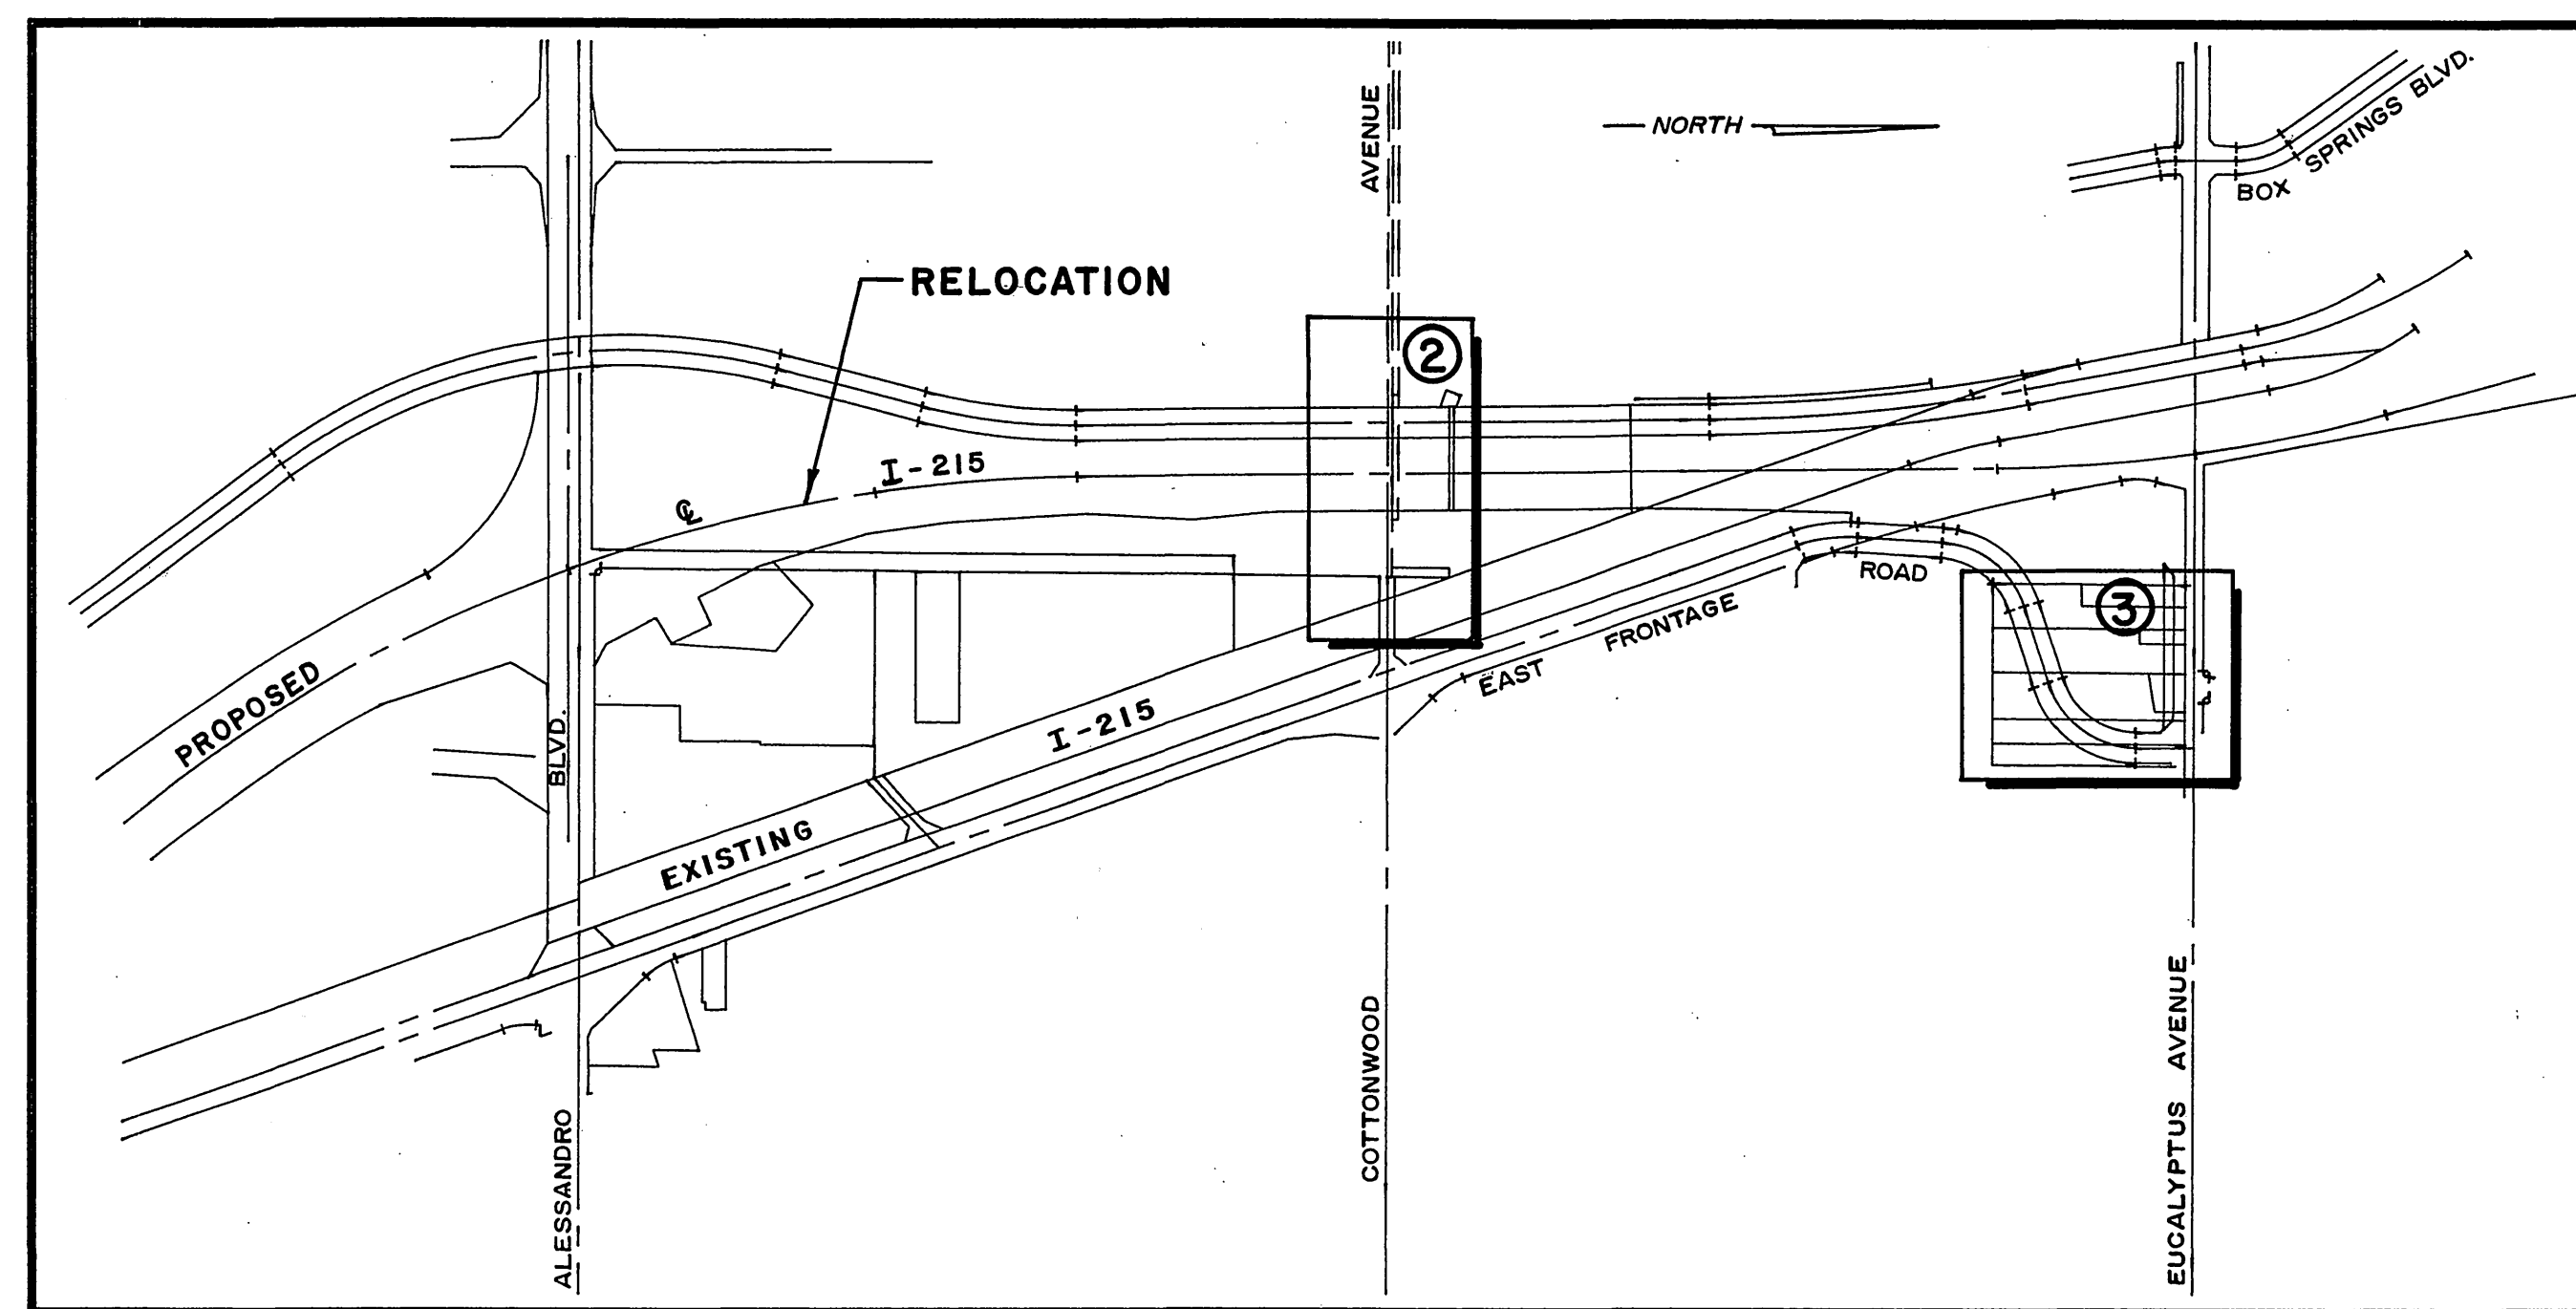 AVENUE
NORTH
BOX SPRINGS BLVD.
RELOCATION
②
I-215
℄
ROAD
③
FRONTAGE
EAST
PROPOSED
BLVD.
I-215
EXISTING
ALESSANDRO
COTTONWOOD
EUCALYPTUS AVENUE